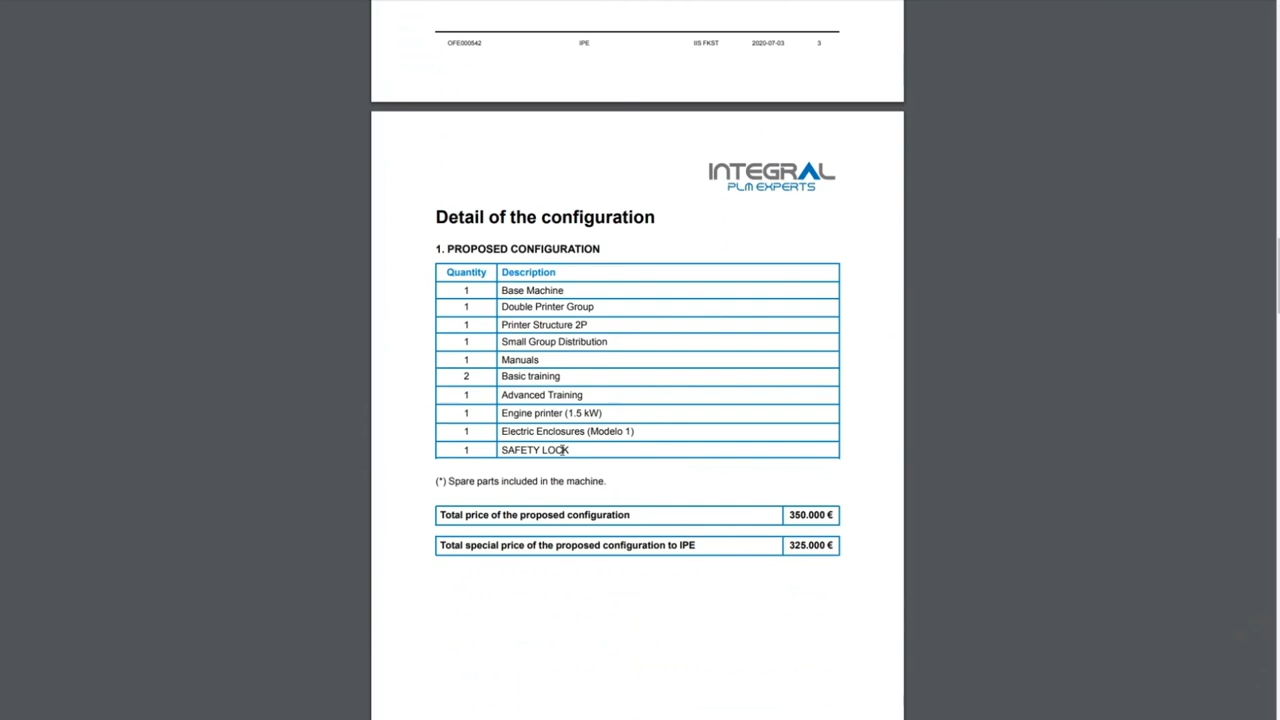 OFE000542 IPE IIS FKST 2020-07-03 3
INTEGRAL
PLM EXPERTS
Detail of the configuration
1. PROPOSED CONFIGURATION
Quantity Description
1 Base Machine
1 Double Printer Group
1 Printer Structure 2P
1 Small Group Distribution
1 Manuals
2 Basic training
1 Advanced Training
1 Engine printer (1.5 kW)
1 Electric Enclosures (Modelo 1)
1 SAFETY LOCK
(*) Spare parts included in the machine.
Total price of the proposed configuration 350.000 €
Total special price of the proposed configuration to IPE 325.000 €